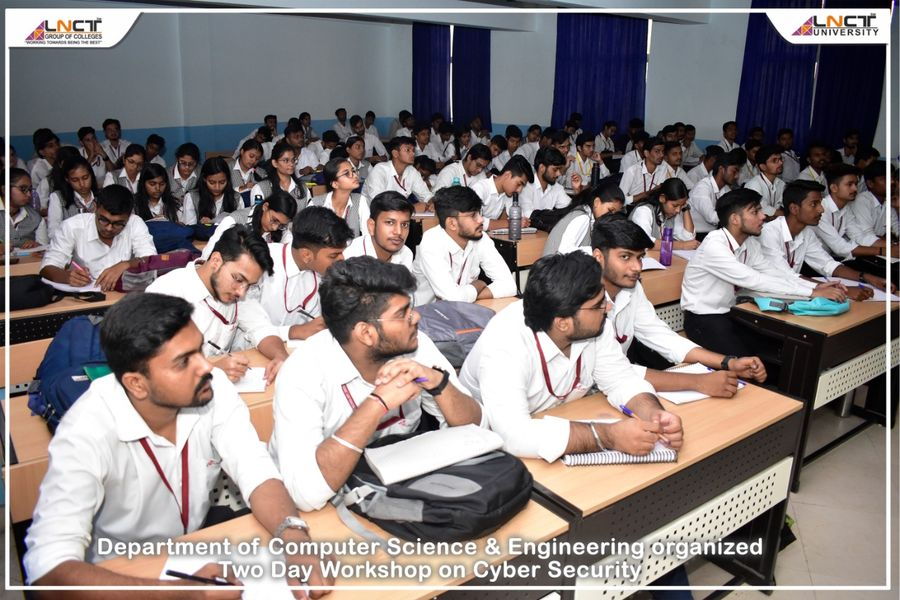 LNCT
GROUP OF COLLEGES
"WORKING TOWARDS BEING THE BEST"
LNCT
UNIVERSITY
Department of Computer Science & Engineering organized
Two Day Workshop on Cyber Security